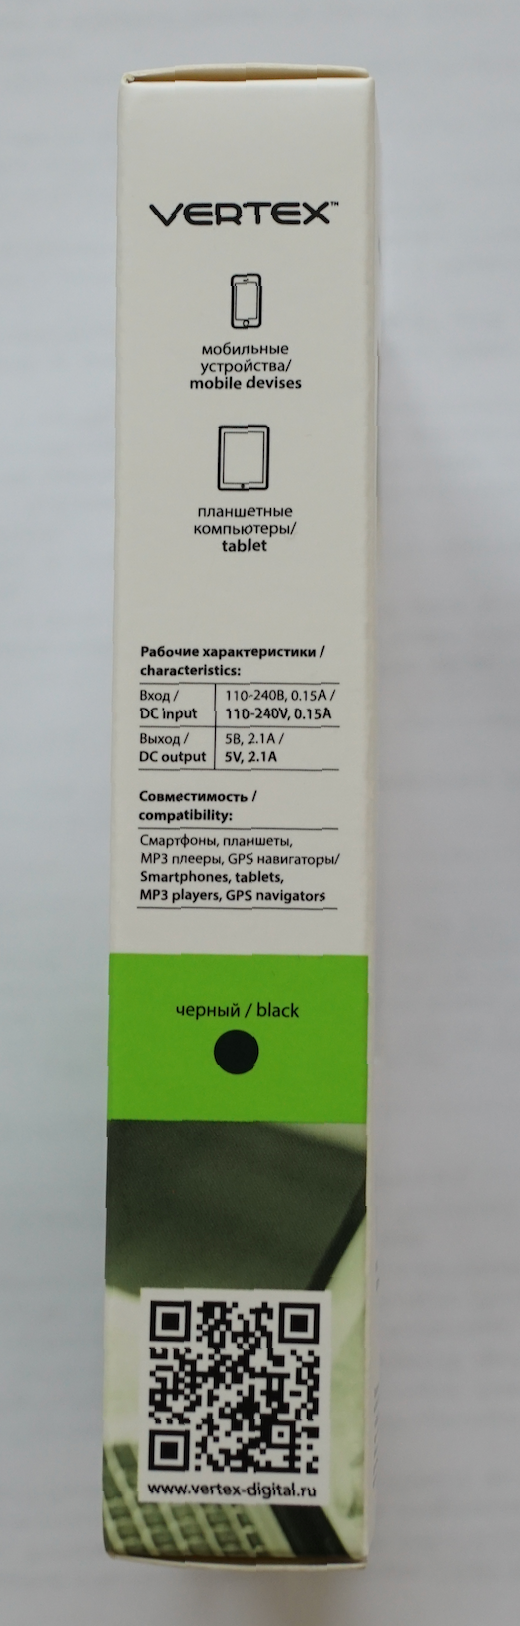 VERTEX™
мобильные
устройства/
mobile devises
планшетные
компьютеры/
tablet
Рабочие характеристики /
characteristics:
Вход / 110-240В, 0.15А /
DC input 110-240V, 0.15A
Выход / 5В, 2.1А /
DC output 5V, 2.1A
Совместимость /
compatibility:
Смартфоны, планшеты,
MP3 плееры, GPS навигаторы/
Smartphones, tablets,
MP3 players, GPS navigators
черный / black
www.vertex-digital.ru